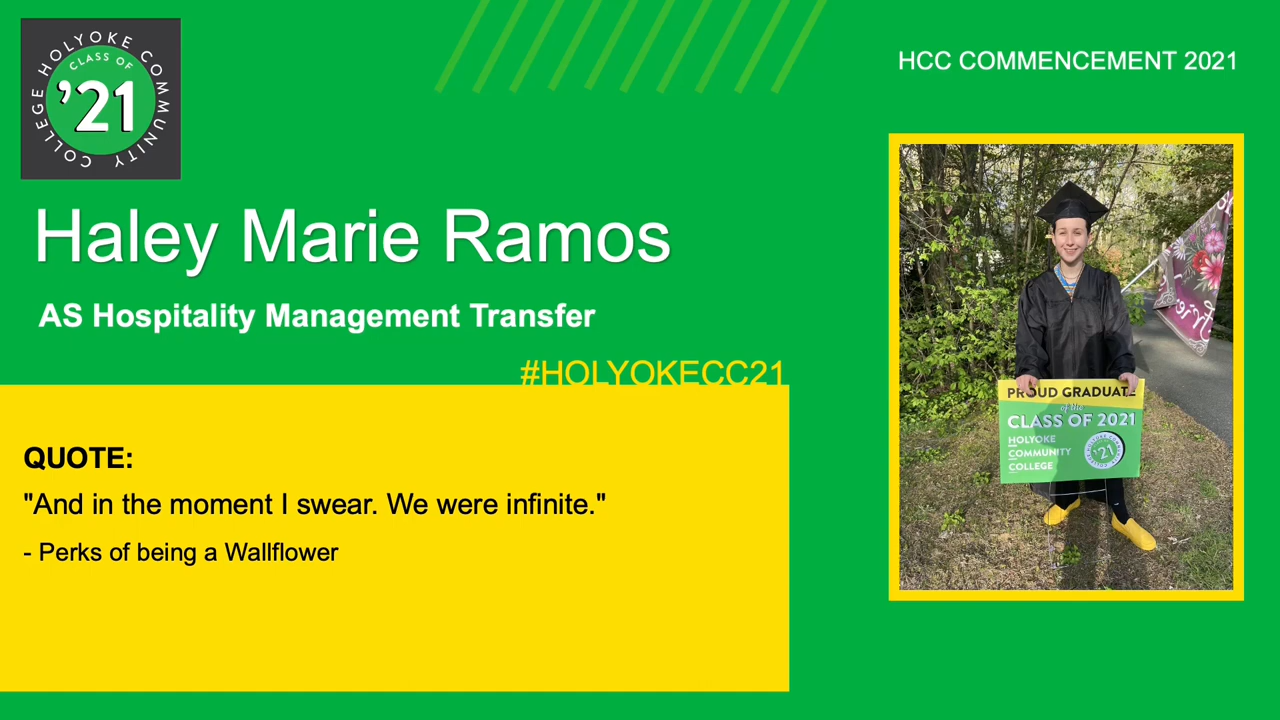 HOLYOKE COMMUNITY COLLEGE
CLASS OF
'21
HCC COMMENCEMENT 2021
Haley Marie Ramos
AS Hospitality Management Transfer
#HOLYOKECC21
QUOTE:
"And in the moment I swear. We were infinite."
- Perks of being a Wallflower
PROUD GRADUATE
of the
CLASS OF 2021
HOLYOKE
COMMUNITY
COLLEGE
'21